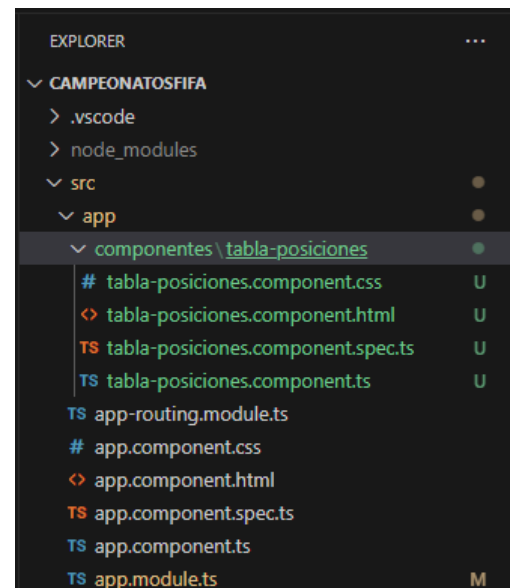 EXPLORER ...
CAMPEONATOSFIFA
.vscode
node_modules
src
app
componentes\tabla-posiciones
# tabla-posiciones.component.css U
<> tabla-posiciones.component.html U
TS tabla-posiciones.component.spec.ts U
TS tabla-posiciones.component.ts U
TS app-routing.module.ts
# app.component.css
<> app.component.html
TS app.component.spec.ts
TS app.component.ts
TS app.module.ts M